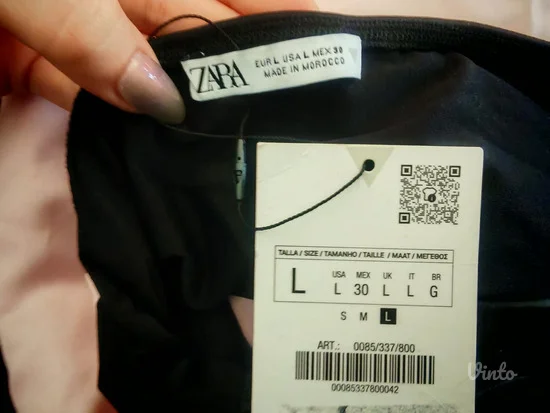 ZARA
EUR L USA L MEX 30
MADE IN MOROCCO
TALLA / SIZE / TAMANHO / TAILLE / MAAT / ΜΕΓΕΘΟΣ
USA MEX UK IT BR
L L 30 L L G
S M L
ART.: 0085/337/800
00085337800042
Vinto